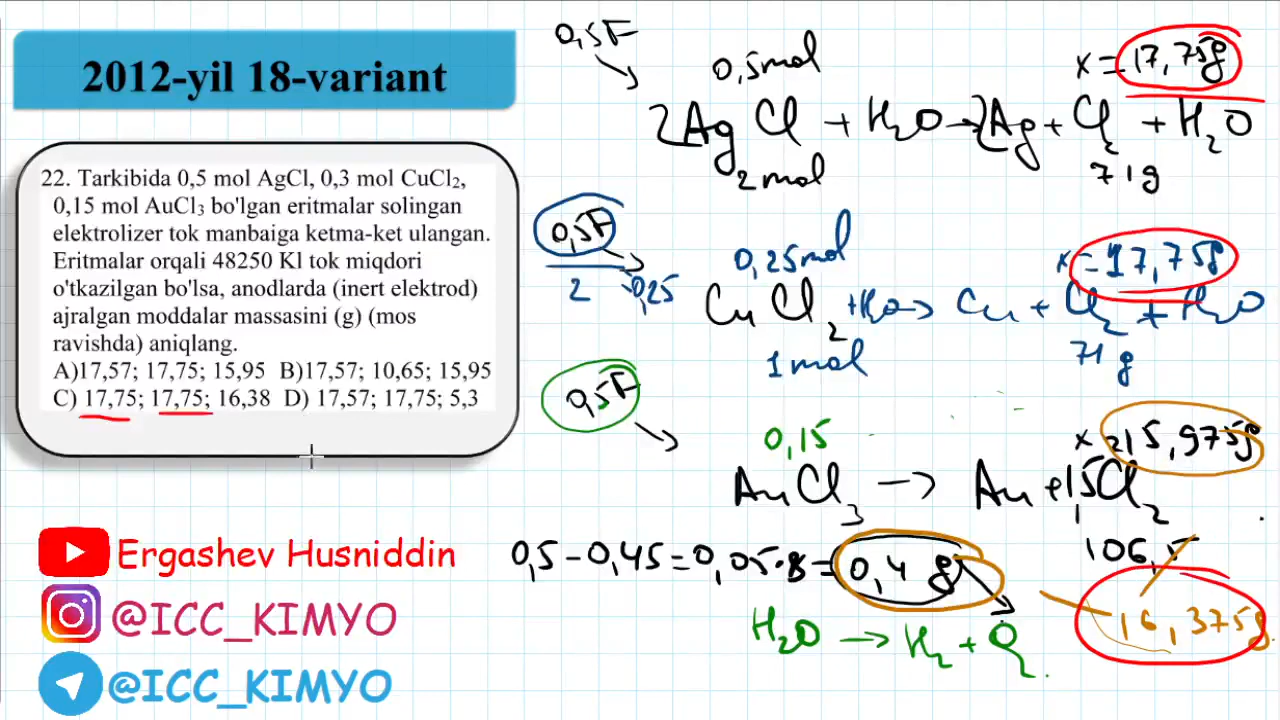 2012-yil 18-variant
22. Tarkibida 0,5 mol AgCl, 0,3 mol CuCl₂,
0,15 mol AuCl₃ bo'lgan eritmalar solingan
elektrolizer tok manbaiga ketma-ket ulangan.
Eritmalar orqali 48250 Kl tok miqdori
o'tkazilgan bo'lsa, anodlarda (inert elektrod)
ajralgan moddalar massasini (g) (mos
ravishda) aniqlang.
A)17,57; 17,75; 15,95 B)17,57; 10,65; 15,95
C) 17,75; 17,75; 16,38 D) 17,57; 17,75; 5,3
Ergashev Husniddin
@ICC_KIMYO
@ICC_KIMYO
0,5F
0,5mol x=17,75g
2AgCl + H₂O → 2Ag + Cl₂ + H₂O
2mol 71g
0,5F
2 0,25
0,25mol x=17,75g
CuCl₂ + H₂O → Cu + Cl₂ + H₂O
1mol 71g
0,5F
0,15 x=15,975g
AuCl₃ → Au + 1,5Cl₂
106,5
0,5-0,45=0,05·8=0,4g
16,375g
H₂O → H₂ + O₂